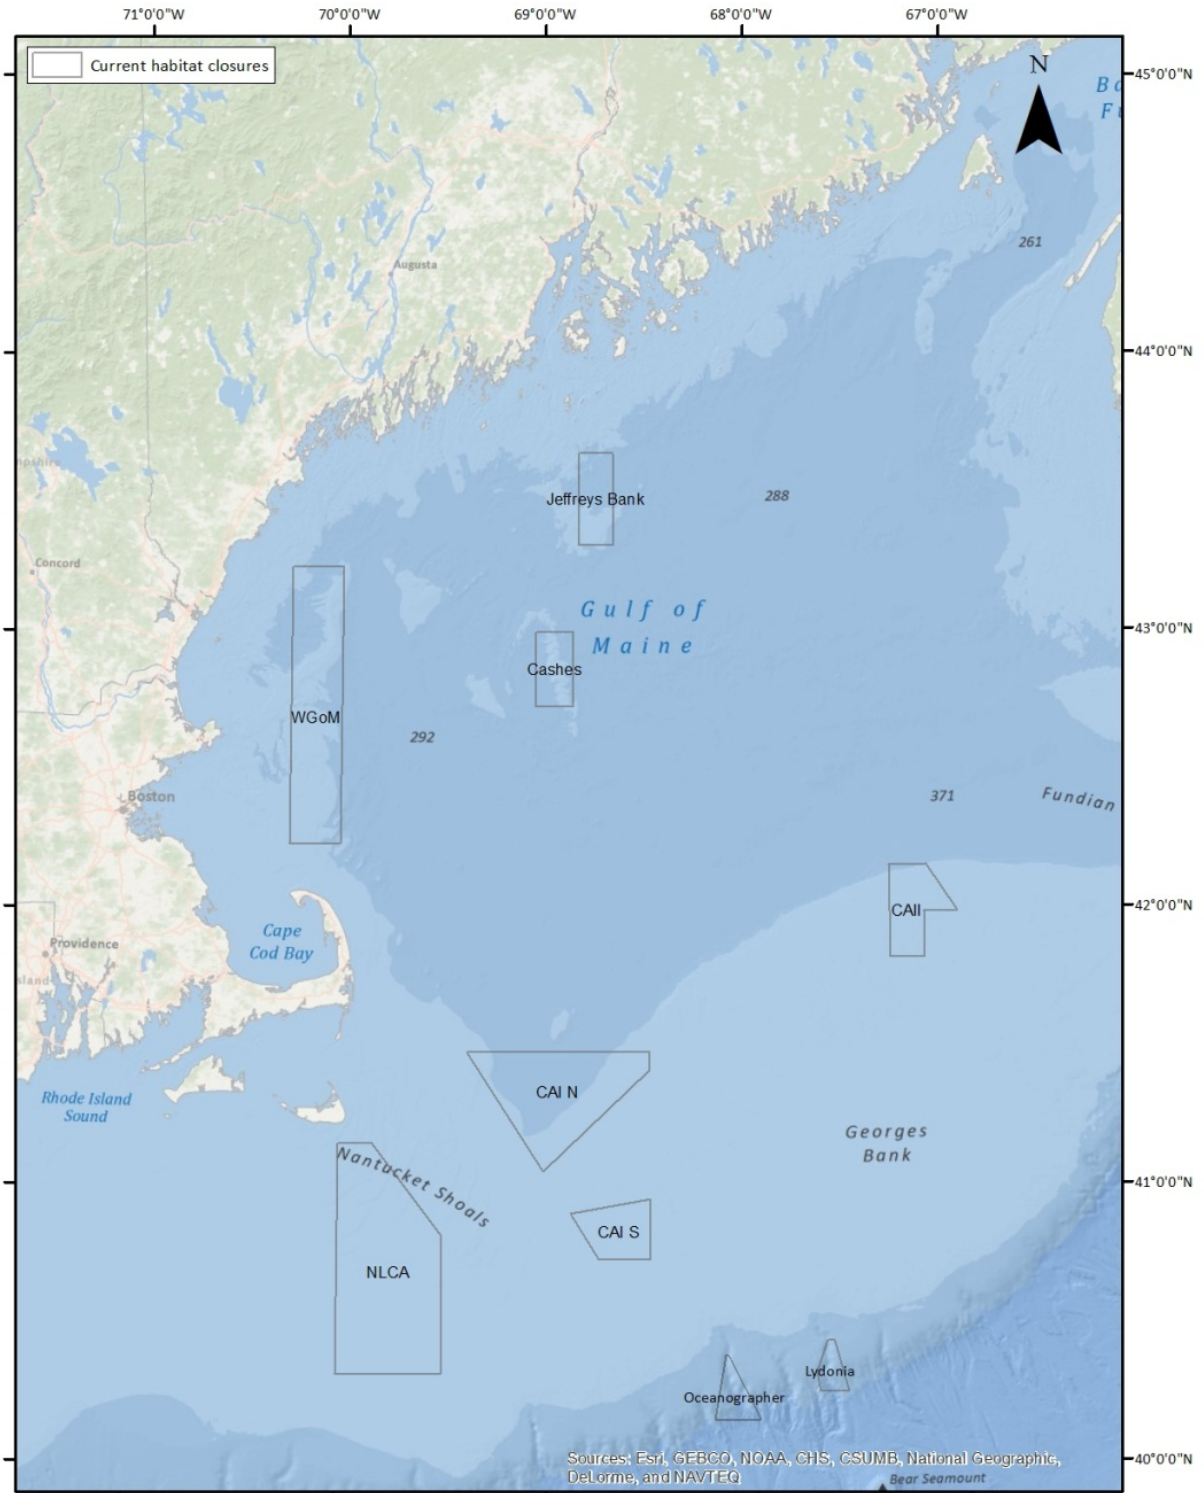 71°0'0"W
70°0'0"W
69°0'0"W
68°0'0"W
67°0'0"W
Current habitat closures
N
45°0'0"N
Ba
Fu
261
Augusta
44°0'0"N
mpshire
Jeffreys Bank
288
Concord
Gulf of
Maine
43°0'0"N
Cashes
WGoM
292
Boston
371
Fundian
42°0'0"N
CAII
Cape
Cod Bay
Providence
sland
CAI N
Rhode Island
Sound
Georges
Bank
Nantucket Shoals
41°0'0"N
CAI S
NLCA
Lydonia
Oceanographer
Sources: Esri, GEBCO, NOAA, CHS, CSUMB, National Geographic,
DeLorme, and NAVTEQ
40°0'0"N
Bear Seamount